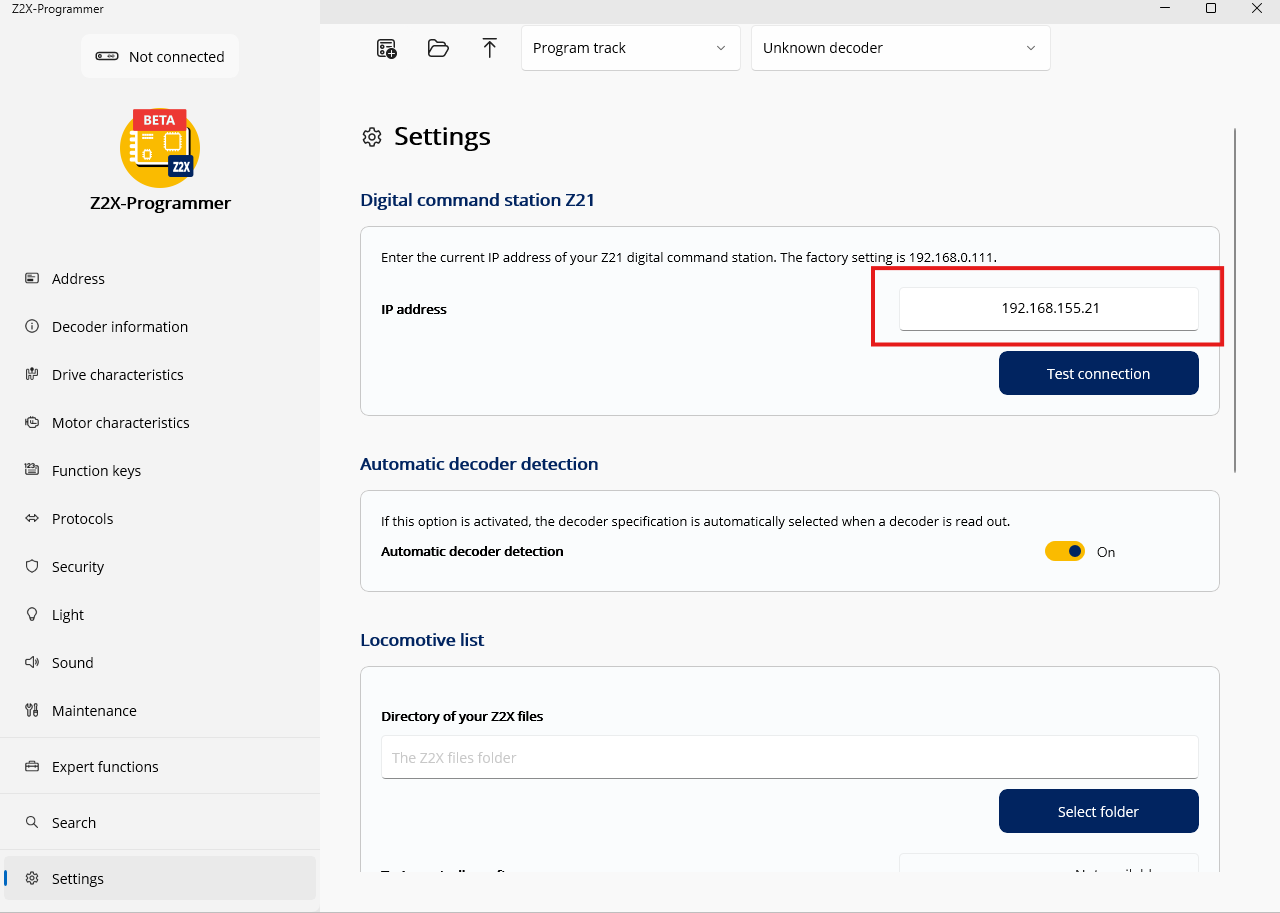 Z2X-Programmer
Not connected
BETA
Z2X
Z2X-Programmer
Address
Decoder information
Drive characteristics
Motor characteristics
Function keys
Protocols
Security
Light
Sound
Maintenance
Expert functions
Search
Settings
Program track
Unknown decoder
Settings
Digital command station Z21
Enter the current IP address of your Z21 digital command station. The factory setting is 192.168.0.111.
IP address
192.168.155.21
Test connection
Automatic decoder detection
If this option is activated, the decoder specification is automatically selected when a decoder is read out.
Automatic decoder detection
On
Locomotive list
Directory of your Z2X files
The Z2X files folder
Select folder